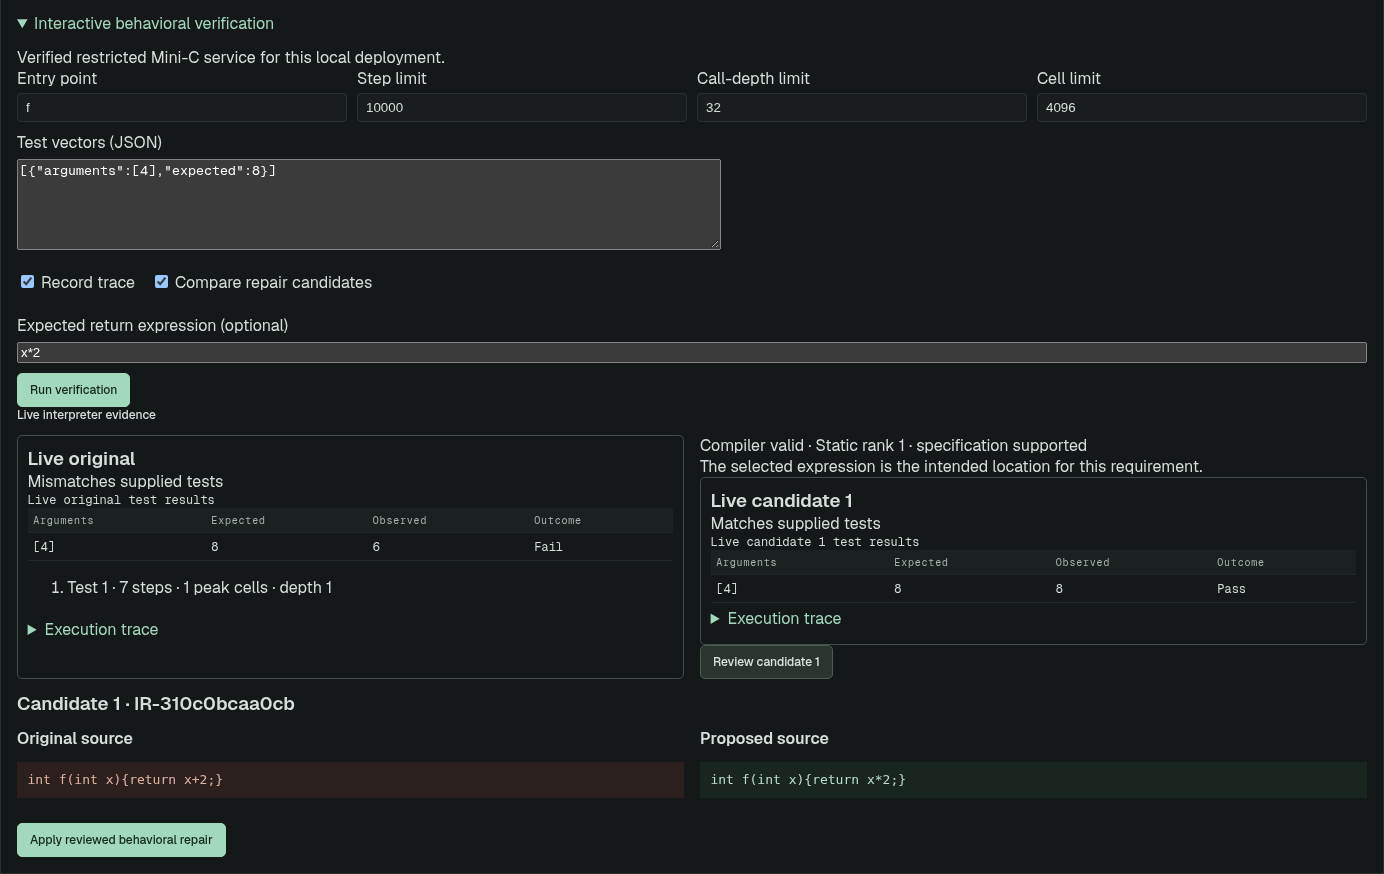 Interactive behavioral verification
Verified restricted Mini-C service for this local deployment.
Entry point
Step limit
Call-depth limit
Cell limit
f
10000
32
4096
Test vectors (JSON)
[{"arguments":[4],"expected":8}]
Record trace
Compare repair candidates
Expected return expression (optional)
x*2
Run verification
Live interpreter evidence
Live original
Mismatches supplied tests
Live original test results
Arguments Expected Observed Outcome
[4] 8 6 Fail
1. Test 1 · 7 steps · 1 peak cells · depth 1
Execution trace
Compiler valid · Static rank 1 · specification supported
The selected expression is the intended location for this requirement.
Live candidate 1
Matches supplied tests
Live candidate 1 test results
Arguments Expected Observed Outcome
[4] 8 8 Pass
Execution trace
Review candidate 1
Candidate 1 · IR-310c0bcaa0cb
Original source
int f(int x){return x+2;}
Proposed source
int f(int x){return x*2;}
Apply reviewed behavioral repair